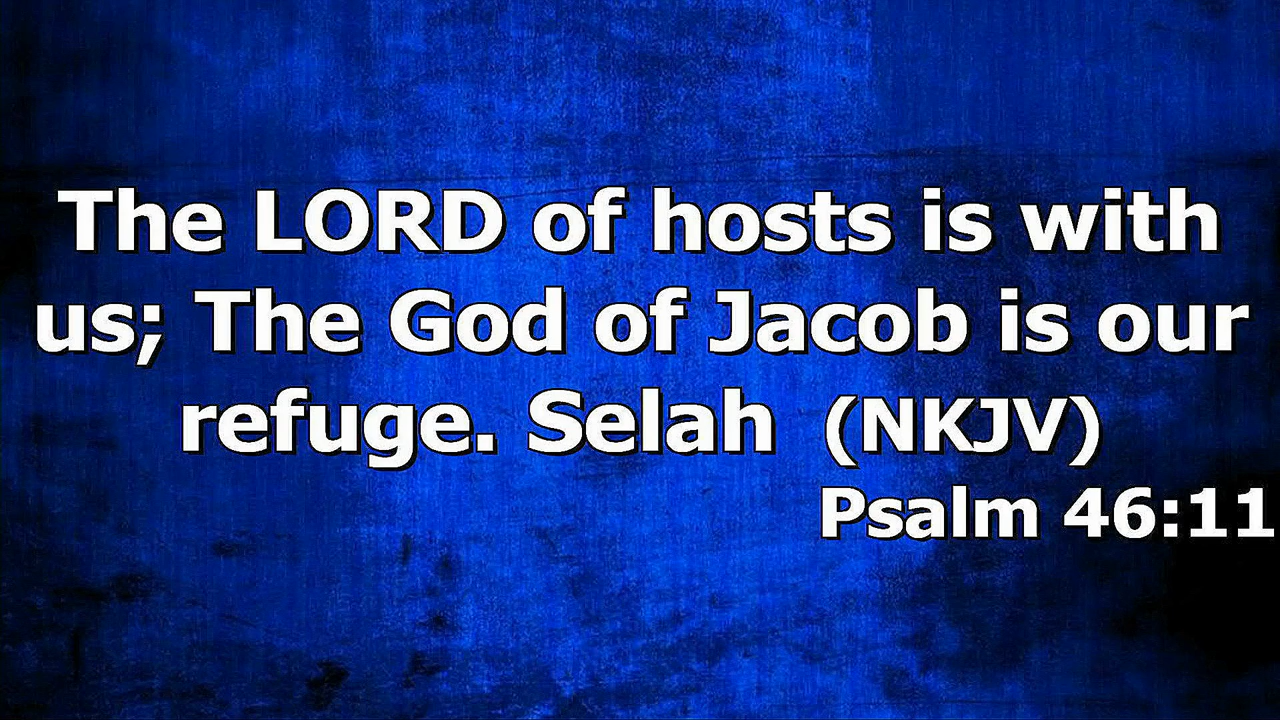 The LORD of hosts is with
us; The God of Jacob is our
refuge. Selah (NKJV)
Psalm 46:11